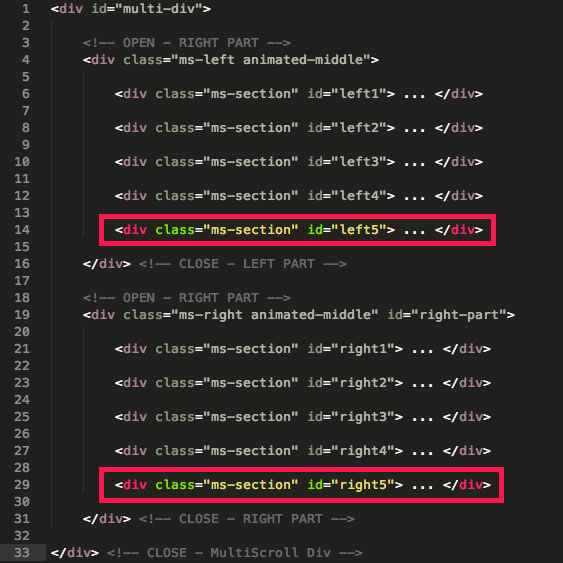 1 <div id="multi-div">
2
3 <!-- OPEN - RIGHT PART -->
4 <div class="ms-left animated-middle">
5
6 <div class="ms-section" id="left1"> ... </div>
7
8 <div class="ms-section" id="left2"> ... </div>
9
10 <div class="ms-section" id="left3"> ... </div>
11
12 <div class="ms-section" id="left4"> ... </div>
13
14 <div class="ms-section" id="left5"> ... </div>
15
16 </div> <!-- CLOSE - LEFT PART -->
17
18 <!-- OPEN - RIGHT PART -->
19 <div class="ms-right animated-middle" id="right-part">
20
21 <div class="ms-section" id="right1"> ... </div>
22
23 <div class="ms-section" id="right2"> ... </div>
24
25 <div class="ms-section" id="right3"> ... </div>
26
27 <div class="ms-section" id="right4"> ... </div>
28
29 <div class="ms-section" id="right5"> ... </div>
30
31 </div> <!-- CLOSE - RIGHT PART -->
32
33 </div> <!-- CLOSE - MultiScroll Div -->